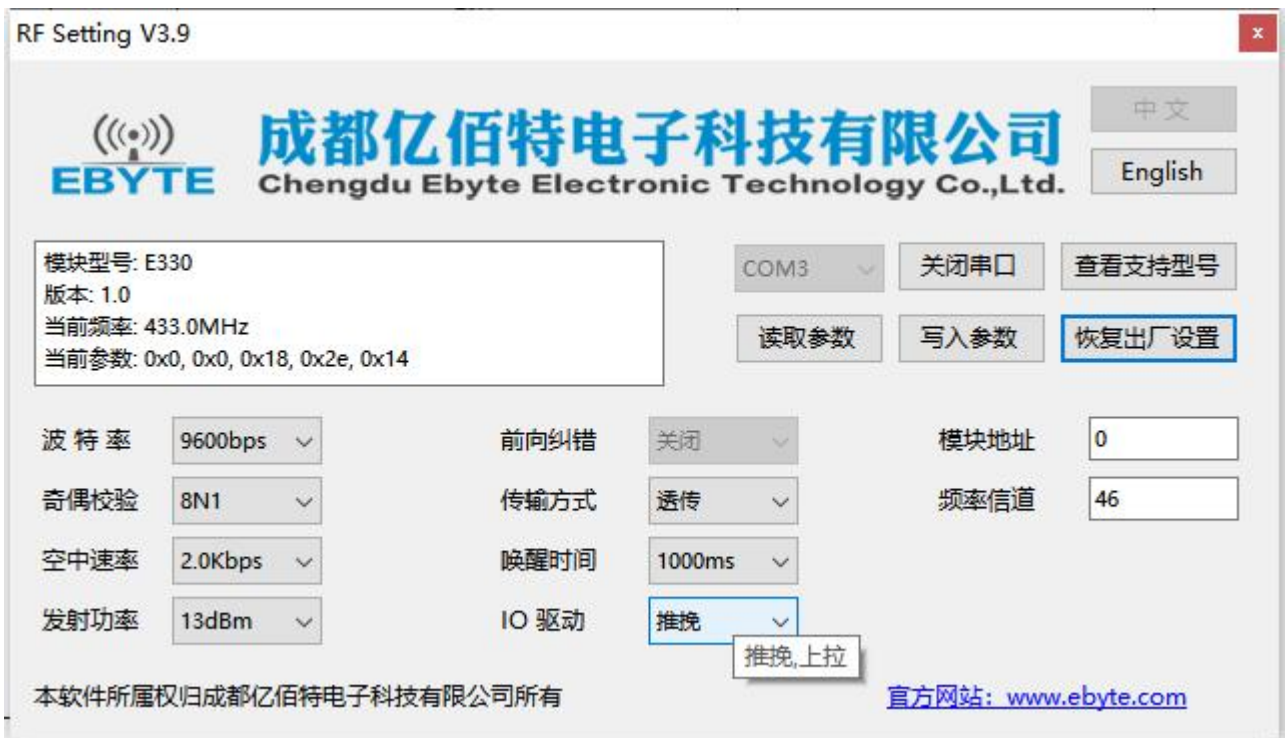 RF Setting V3.9
x
中文
EBYTE
成都亿佰特电子科技有限公司
Chengdu Ebyte Electronic Technology Co.,Ltd.
English
模块型号: E330
版本: 1.0
当前频率: 433.0MHz
当前参数: 0x0, 0x0, 0x18, 0x2e, 0x14
COM3 关闭串口 查看支持型号
读取参数 写入参数 恢复出厂设置
波特率 9600bps 前向纠错 关闭 模块地址 0
奇偶校验 8N1 传输方式 透传 频率信道 46
空中速率 2.0Kbps 唤醒时间 1000ms
发射功率 13dBm IO 驱动 推挽
推挽,上拉
本软件所属权归成都亿佰特电子科技有限公司所有 官方网站：www.ebyte.com